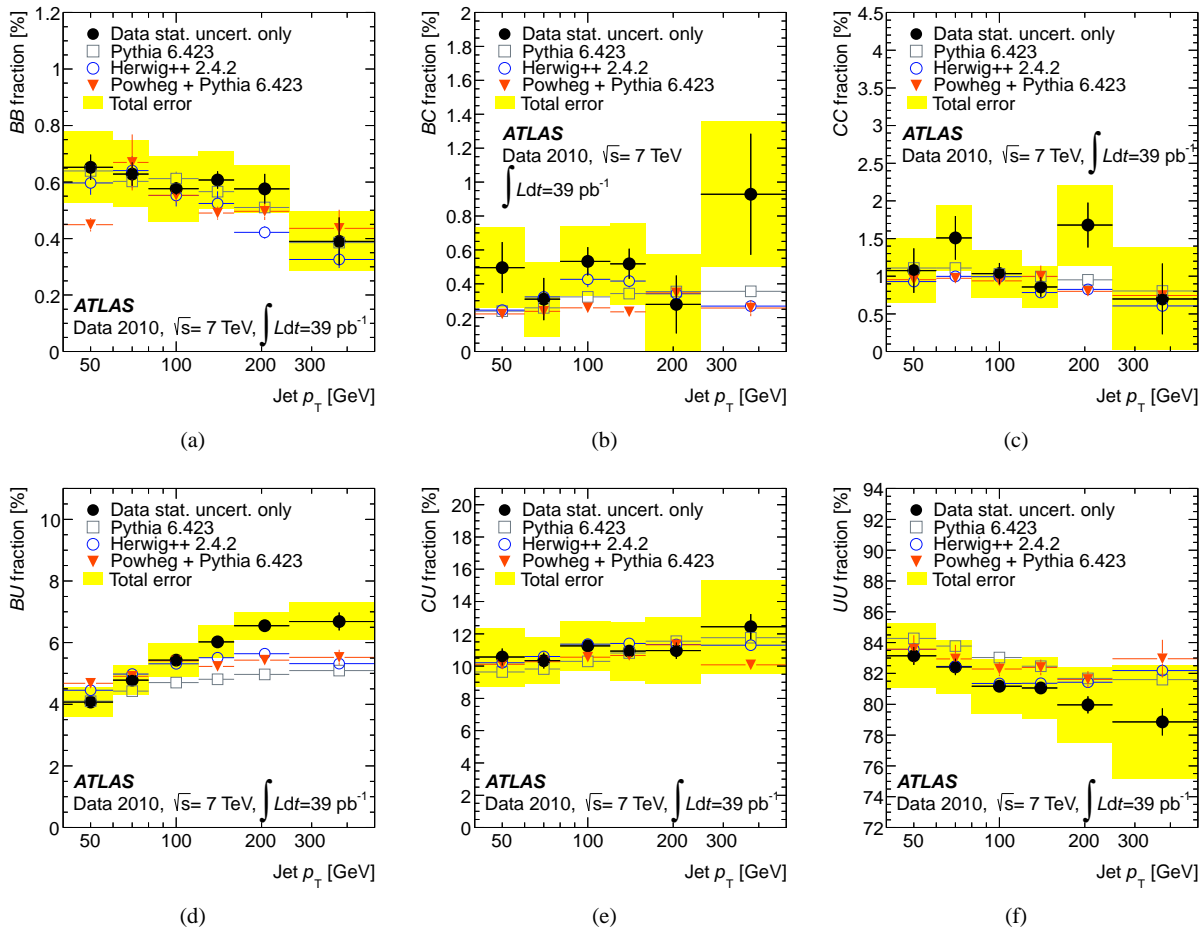 BB fraction [%]
1.2
1
0.8
0.6
0.4
0.2
0
Data stat. uncert. only
Pythia 6.423
Herwig++ 2.4.2
Powheg + Pythia 6.423
Total error
ATLAS
Data 2010, √s= 7 TeV, ∫ Ldt=39 pb⁻¹
50 100 200 300
Jet p_T [GeV]
(a)
BC fraction [%]
2
1.8
1.6
1.4
1.2
1
0.8
0.6
0.4
0.2
0
Data stat. uncert. only
Pythia 6.423
Herwig++ 2.4.2
Powheg + Pythia 6.423
Total error
ATLAS
Data 2010, √s= 7 TeV
∫ Ldt=39 pb⁻¹
50 100 200 300
Jet p_T [GeV]
(b)
CC fraction [%]
4.5
4
3.5
3
2.5
2
1.5
1
0.5
0
Data stat. uncert. only
Pythia 6.423
Herwig++ 2.4.2
Powheg + Pythia 6.423
Total error
ATLAS
Data 2010, √s= 7 TeV, ∫ Ldt=39 pb⁻¹
50 100 200 300
Jet p_T [GeV]
(c)
BU fraction [%]
10
8
6
4
2
0
Data stat. uncert. only
Pythia 6.423
Herwig++ 2.4.2
Powheg + Pythia 6.423
Total error
ATLAS
Data 2010, √s= 7 TeV, ∫ Ldt=39 pb⁻¹
50 100 200 300
Jet p_T [GeV]
(d)
CU fraction [%]
20
18
16
14
12
10
8
6
4
2
0
Data stat. uncert. only
Pythia 6.423
Herwig++ 2.4.2
Powheg + Pythia 6.423
Total error
ATLAS
Data 2010, √s= 7 TeV, ∫ Ldt=39 pb⁻¹
50 100 200 300
Jet p_T [GeV]
(e)
UU fraction [%]
94
92
90
88
86
84
82
80
78
76
74
72
Data stat. uncert. only
Pythia 6.423
Herwig++ 2.4.2
Powheg + Pythia 6.423
Total error
ATLAS
Data 2010, √s= 7 TeV, ∫ Ldt=39 pb⁻¹
50 100 200 300
Jet p_T [GeV]
(f)